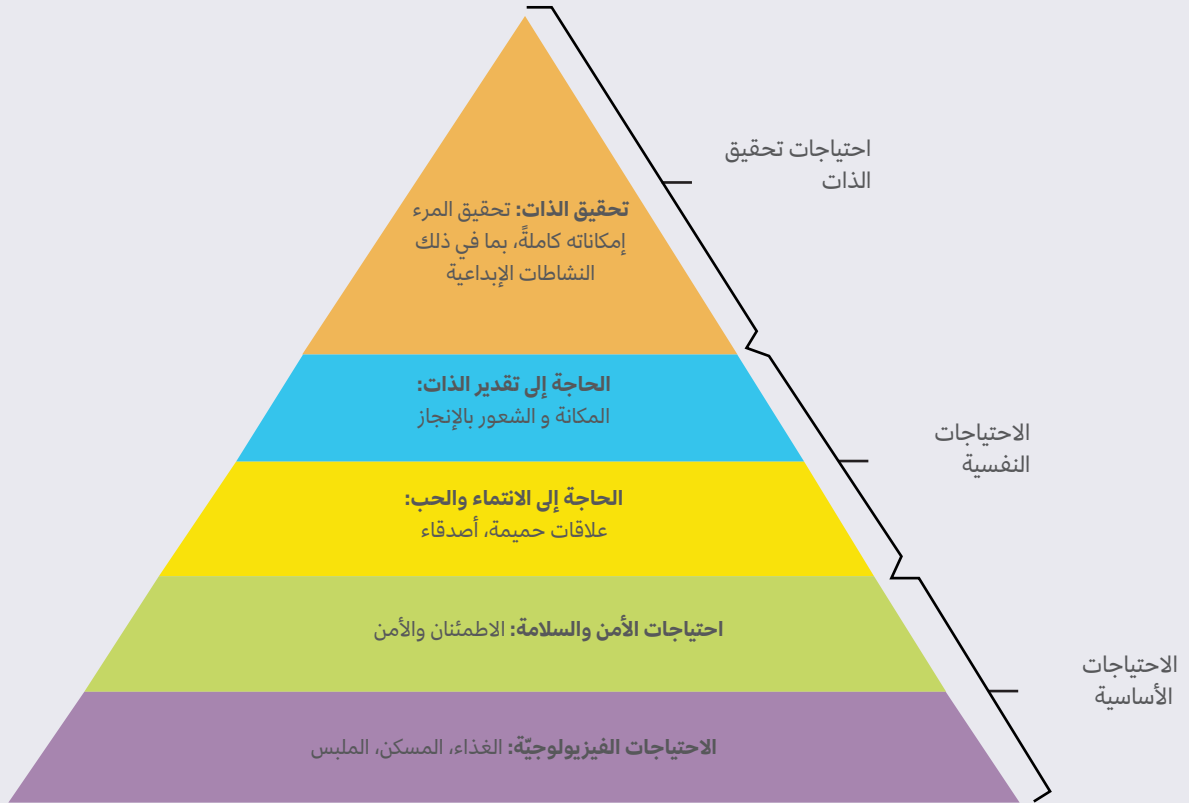 احتياجات تحقيق
الذات
تحقيق الذات: تحقيق المرء
إمكاناته كاملةً، بما في ذلك
النشاطات الإبداعية
الحاجة إلى تقدير الذات:
المكانة و الشعور بالإنجاز
الاحتياجات
النفسية
الحاجة إلى الانتماء والحب:
علاقات حميمة، أصدقاء
احتياجات الأمن والسلامة: الاطمئنان والأمن
الاحتياجات
الأساسية
الاحتياجات الفيزيولوجيّة: الغذاء، المسكن، الملبس